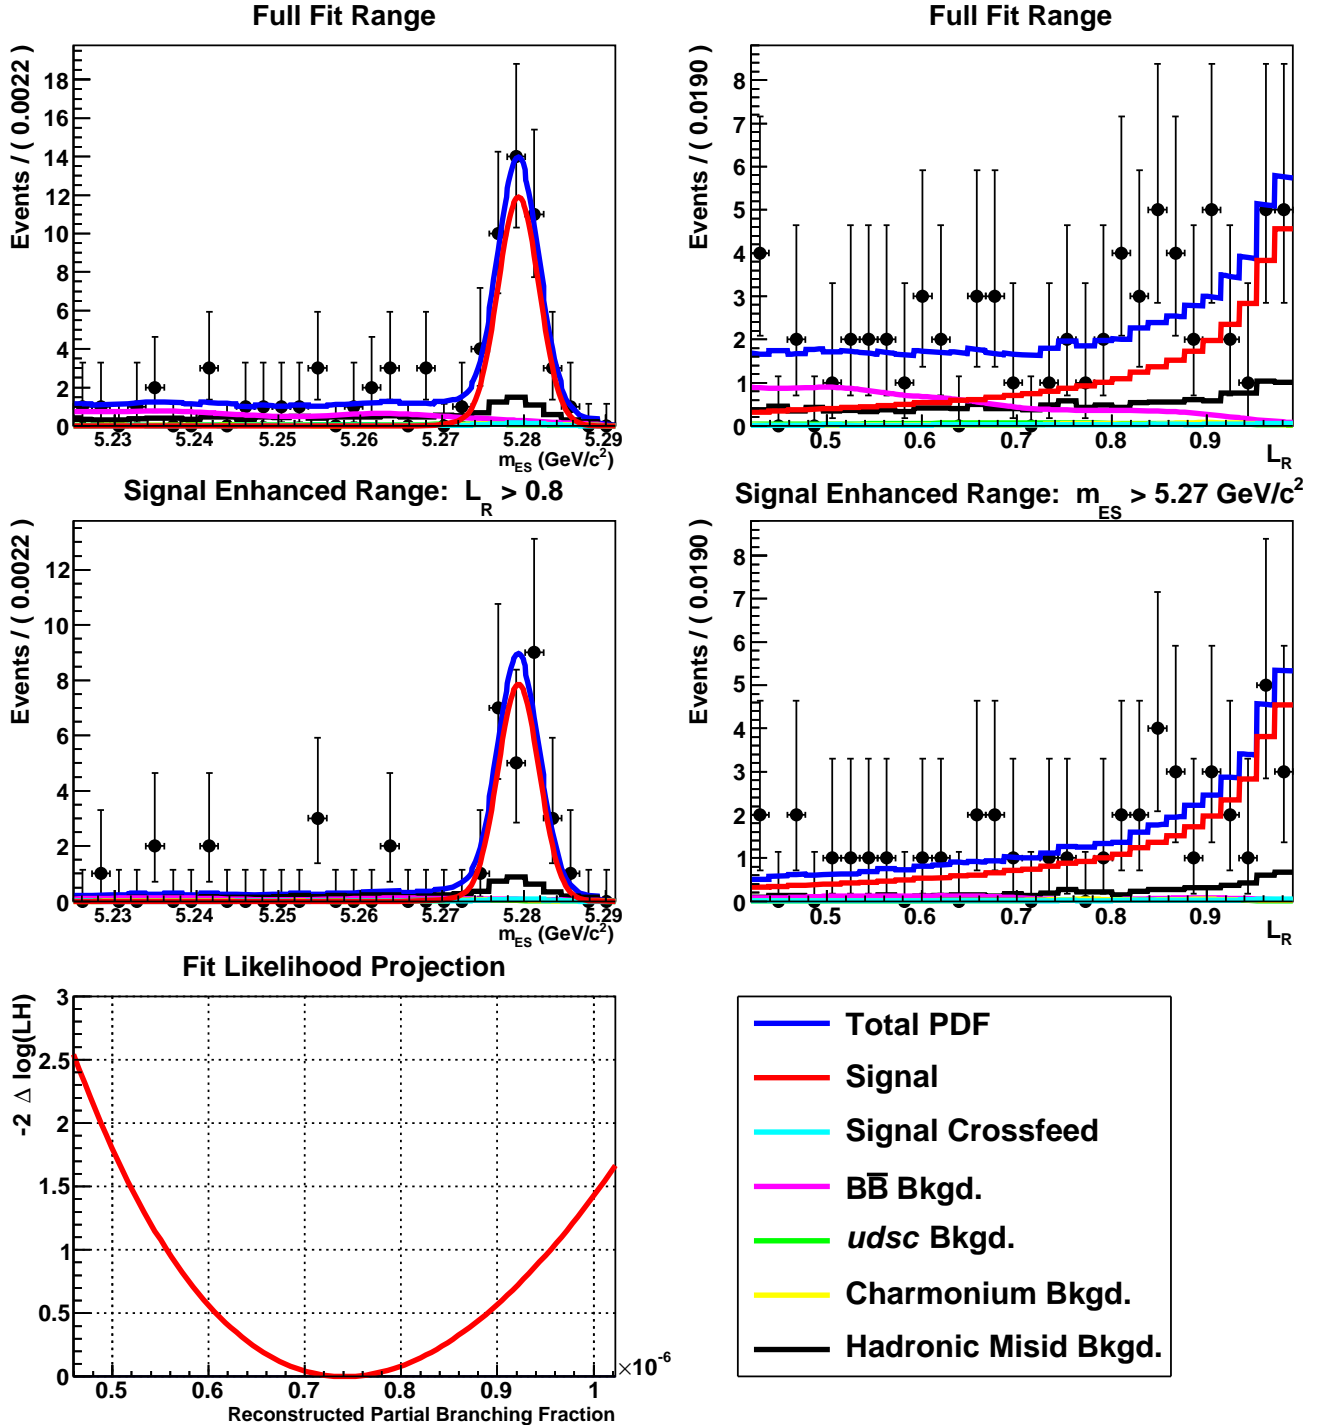 Full Fit Range
Events / ( 0.0022 )
18
16
14
12
10
8
6
4
2
0
5.23 5.24 5.25 5.26 5.27 5.28 5.29
m_ES (GeV/c²)
Full Fit Range
Events / ( 0.0190 )
8
7
6
5
4
3
2
1
0
0.5 0.6 0.7 0.8 0.9
L_R
Signal Enhanced Range: L_R > 0.8
Events / ( 0.0022 )
12
10
8
6
4
2
0
5.23 5.24 5.25 5.26 5.27 5.28 5.29
m_ES (GeV/c²)
Signal Enhanced Range: m_ES > 5.27 GeV/c²
Events / ( 0.0190 )
8
7
6
5
4
3
2
1
0
0.5 0.6 0.7 0.8 0.9
L_R
Fit Likelihood Projection
-2 Δ log(LH)
3
2.5
2
1.5
1
0.5
0
0.5 0.6 0.7 0.8 0.9 1
×10⁻⁶
Reconstructed Partial Branching Fraction
Total PDF
Signal
Signal Crossfeed
BB̅ Bkgd.
udsc Bkgd.
Charmonium Bkgd.
Hadronic Misid Bkgd.